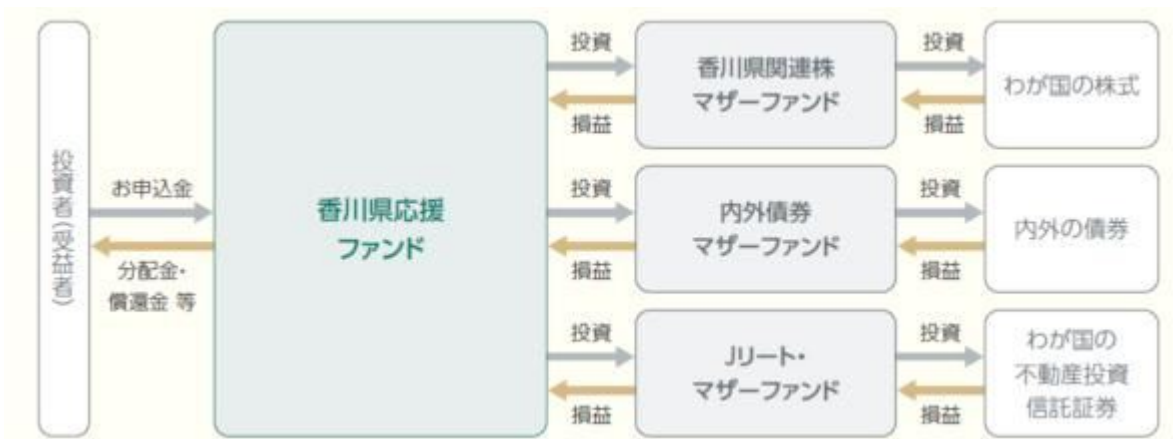 投資者(受益者)
お申込金
分配金・
償還金 等
香川県応援
ファンド
投資
損益
香川県関連株
マザーファンド
投資
損益
わが国の株式
投資
損益
内外債券
マザーファンド
投資
損益
内外の債券
投資
損益
Jリート・
マザーファンド
投資
損益
わが国の
不動産投資
信託証券